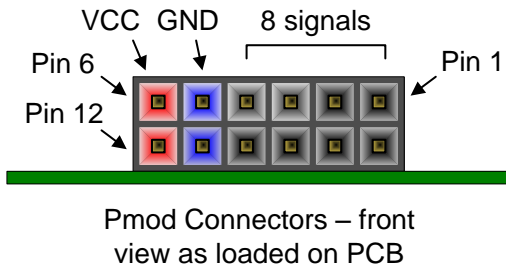 VCC GND 8 signals
Pin 6
Pin 1
Pin 12
Pmod Connectors – front
view as loaded on PCB